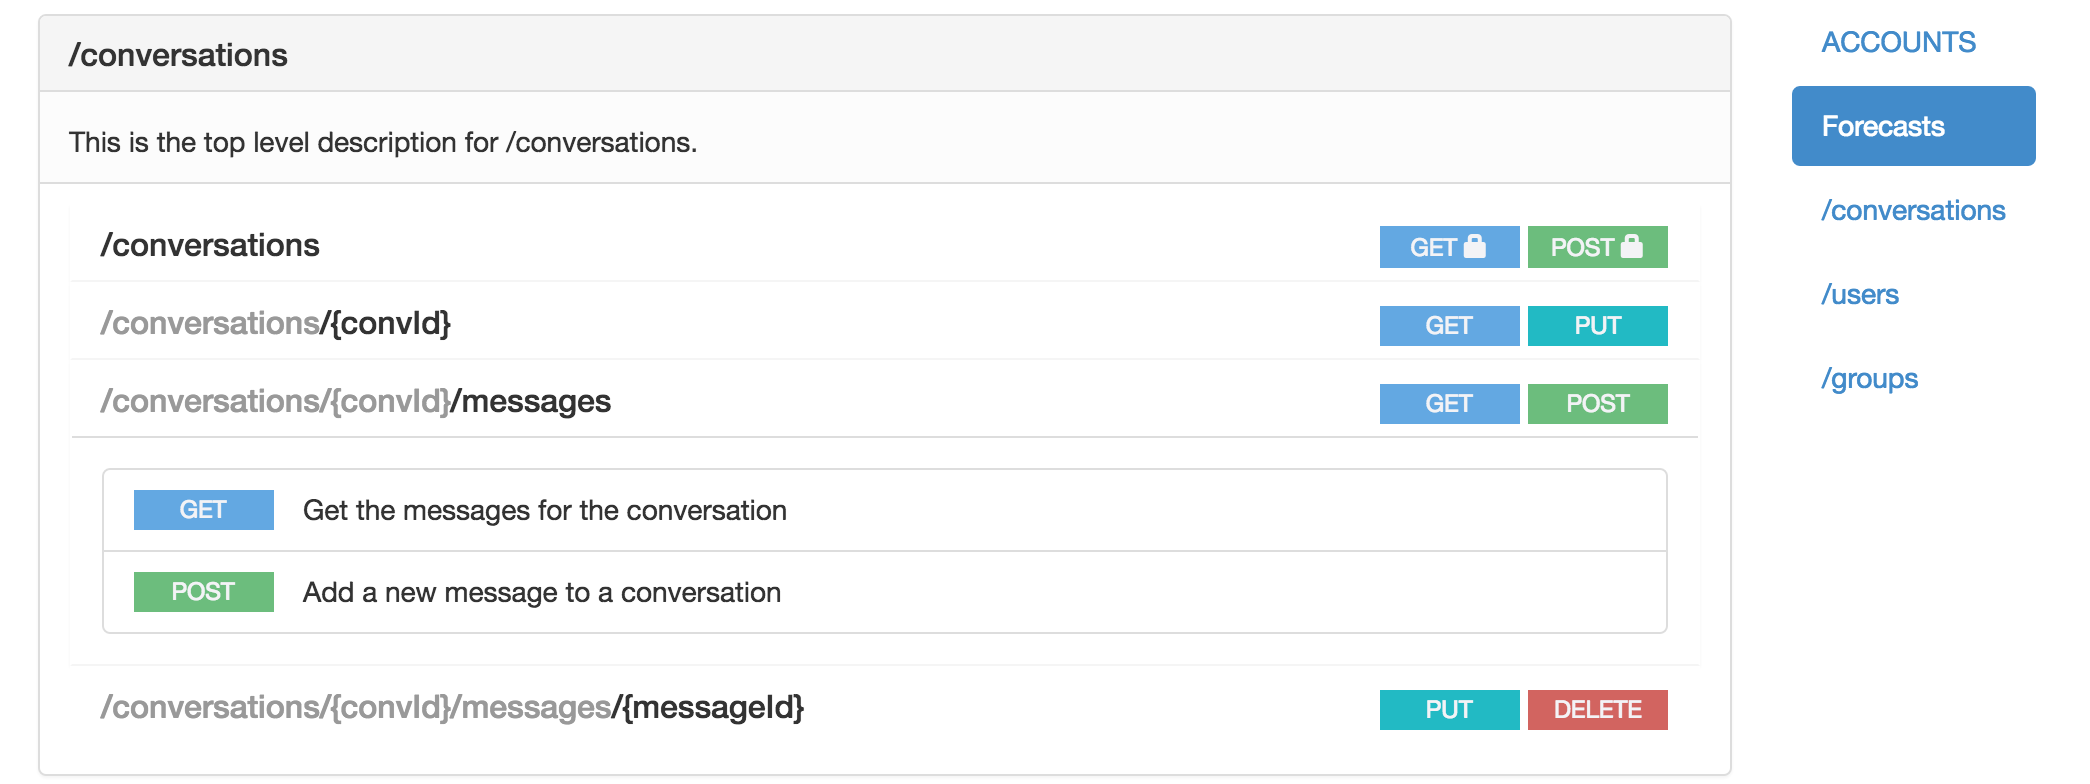 /conversations
This is the top level description for /conversations.
/conversations GET POST
/conversations/{convId} GET PUT
/conversations/{convId}/messages GET POST
GET Get the messages for the conversation
POST Add a new message to a conversation
/conversations/{convId}/messages/{messageId} PUT DELETE
ACCOUNTS
Forecasts
/conversations
/users
/groups